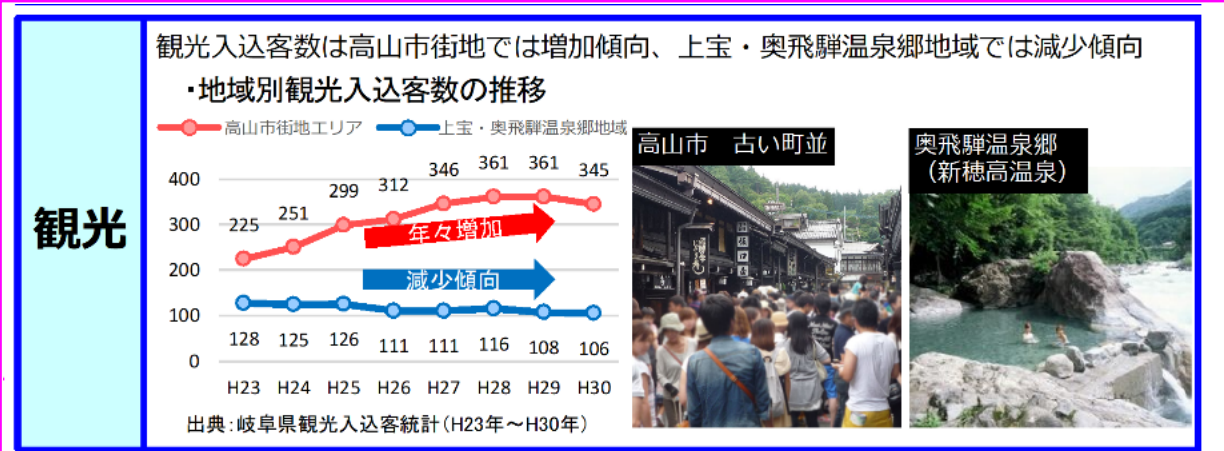 観光
観光入込客数は高山市街地では増加傾向、上宝・奥飛騨温泉郷地域では減少傾向
・地域別観光入込客数の推移
高山市街地エリア 上宝・奥飛騨温泉郷地域
400
300
200
100
0
225 251 299 312 346 361 361 345
年々増加
減少傾向
128 125 126 111 111 116 108 106
H23 H24 H25 H26 H27 H28 H29 H30
出典:岐阜県観光入込客統計(H23年~H30年)
高山市 古い町並
奥飛騨温泉郷
(新穂高温泉)